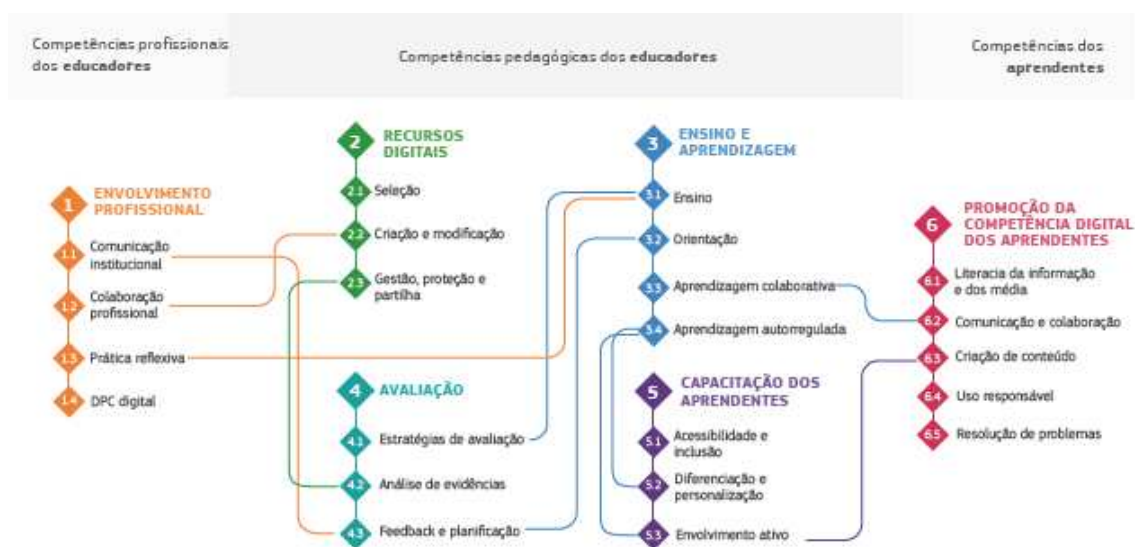 Competências profissionais
dos educadores
Competências pedagógicas dos educadores
Competências dos
aprendentes
1
ENVOLVIMENTO
PROFISSIONAL
1.1
Comunicação
institucional
1.2
Colaboração
profissional
1.3
Prática reflexiva
1.4
DPC digital
2
RECURSOS
DIGITAIS
2.1
Seleção
2.2
Criação e modificação
2.3
Gestão, proteção e
partilha
3
ENSINO E
APRENDIZAGEM
3.1
Ensino
3.2
Orientação
3.3
Aprendizagem colaborativa
3.4
Aprendizagem autorregulada
4
AVALIAÇÃO
4.1
Estratégias de avaliação
4.2
Análise de evidências
4.3
Feedback e planificação
5
CAPACITAÇÃO DOS
APRENDENTES
5.1
Acessibilidade e
inclusão
5.2
Diferenciação e
personalização
5.3
Envolvimento ativo
6
PROMOÇÃO DA
COMPETÊNCIA DIGITAL
DOS APRENDENTES
6.1
Literacia da informação
e dos média
6.2
Comunicação e colaboração
6.3
Criação de conteúdo
6.4
Uso responsável
6.5
Resolução de problemas